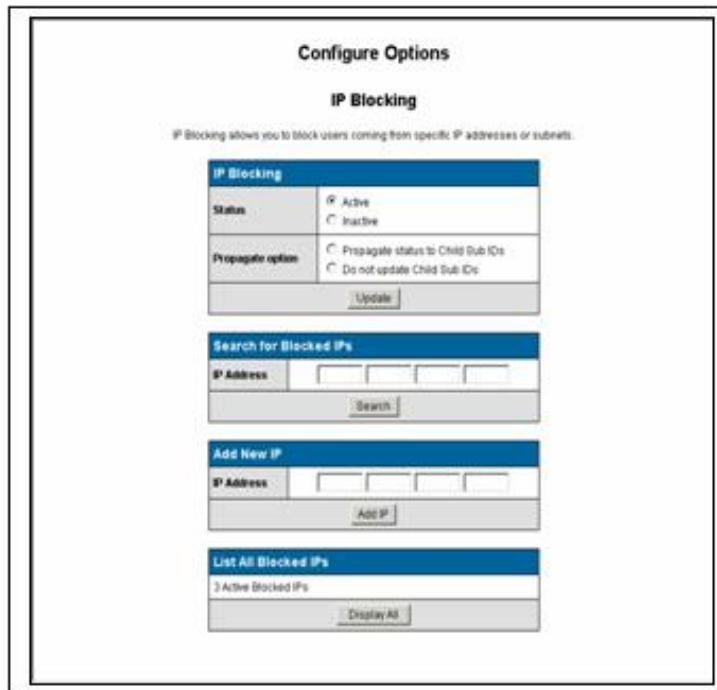 Configure Options
IP Blocking
IP Blocking allows you to block users coming from specific IP addresses or subnets.
IP Blocking
Status
Active
Inactive
Propagate option
Propagate status to Child Sub IDs
Do not update Child Sub IDs
Update
Search for Blocked IPs
IP Address
Search
Add New IP
IP Address
Add IP
List All Blocked IPs
3 Active Blocked IPs
Display All